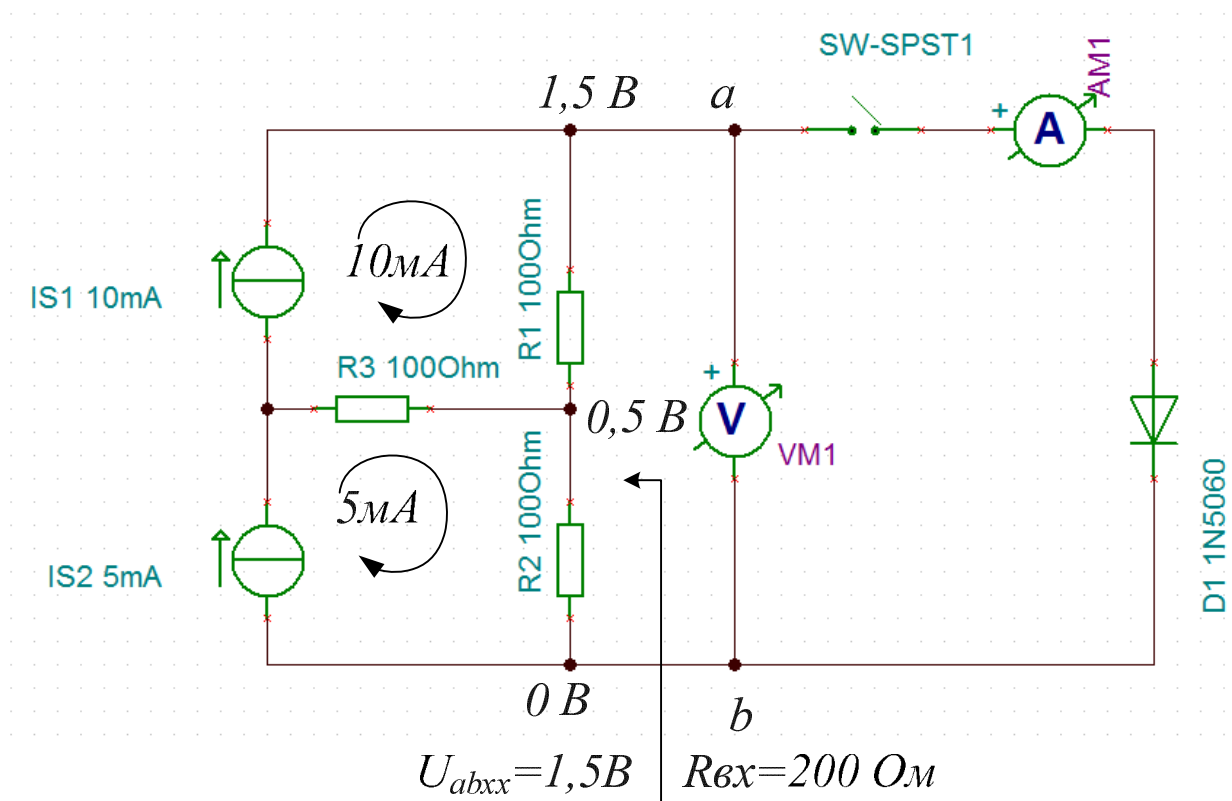 SW-SPST1
AM1
1,5 В
a
+
A
10мА
IS1 10mA
R1 100Ohm
R3 100Ohm
0,5 В
+
V
VM1
5мА
IS2 5mA
R2 100Ohm
D1 1N5060
0 В
b
Uabxx=1,5В
Rвх=200 Ом